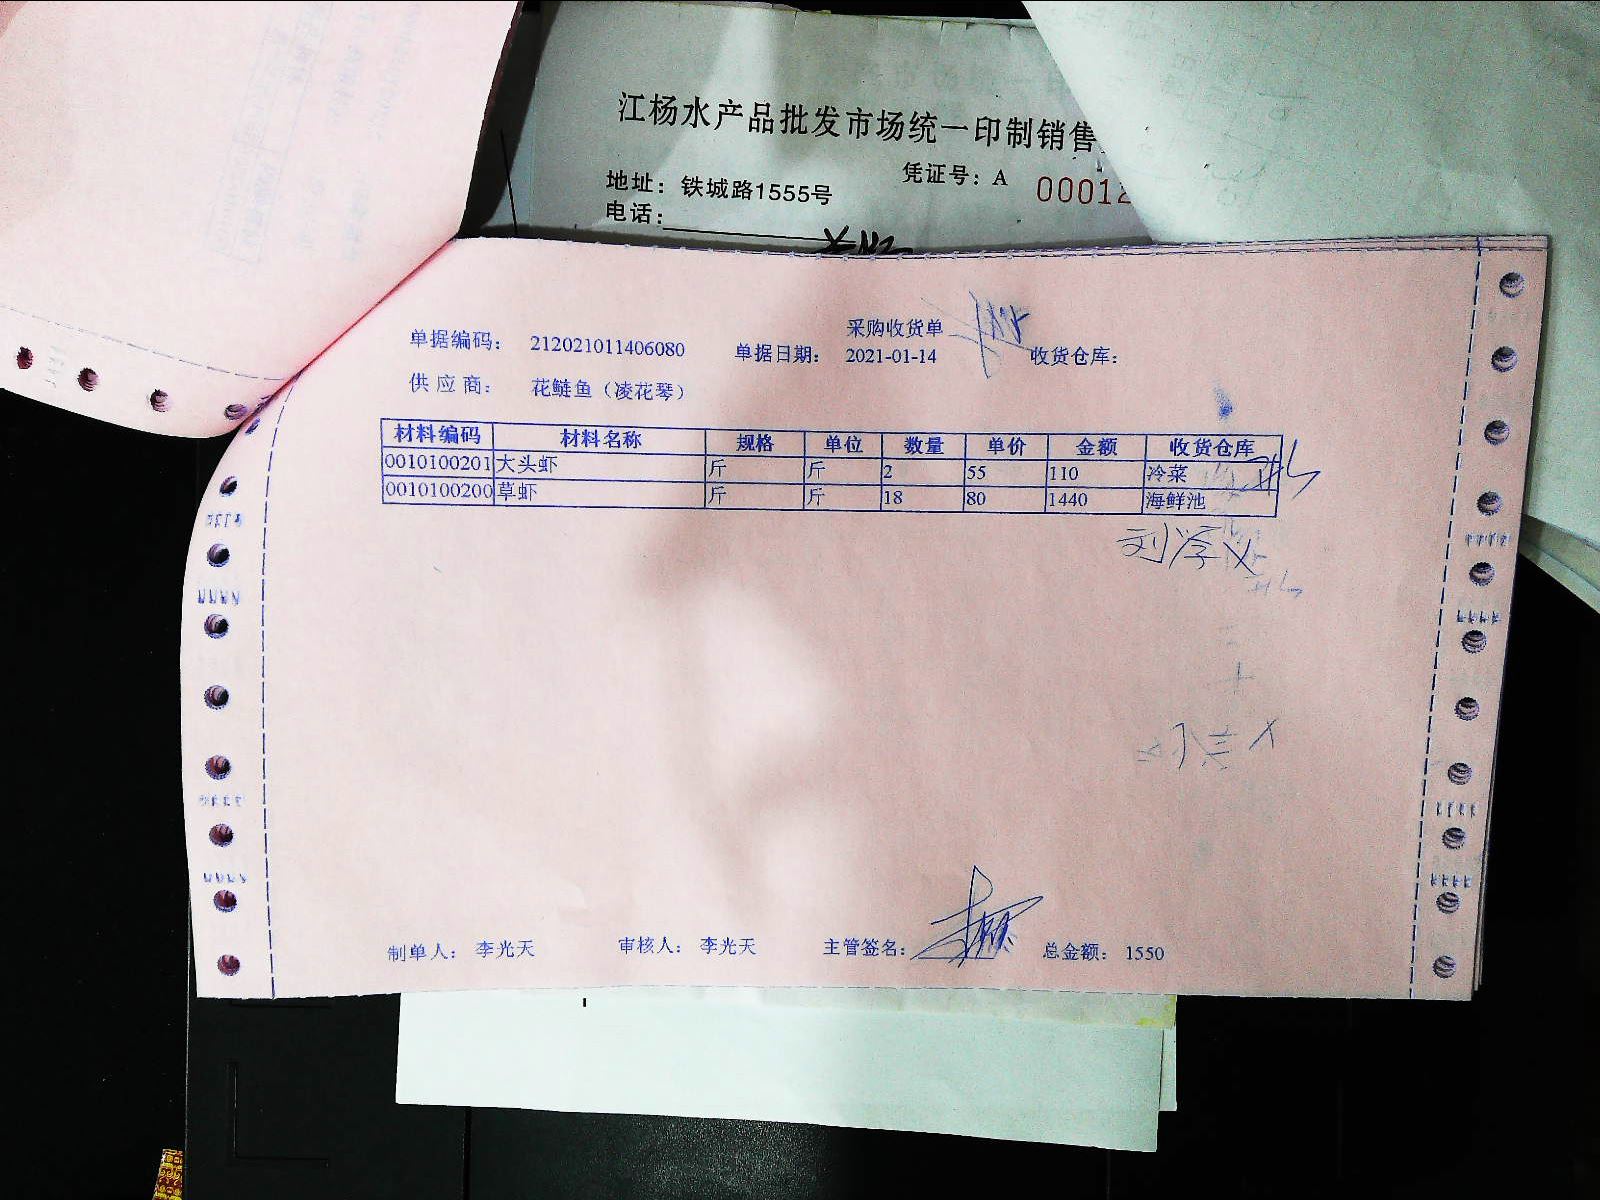 江杨水产品批发市场统一印制销售
凭证号：A 00012
地址：铁城路1555号
电话：
采购收货单
单据编码： 212021011406080 单据日期： 2021-01-14 收货仓库：
供 应 商： 花鲢鱼（凌花琴）
材料编码 材料名称 规格 单位 数量 单价 金额 收货仓库
0010100201 大头虾 斤 斤 2 55 110 冷菜
0010100200 草虾 斤 斤 18 80 1440 海鲜池
刘学义
制单人： 李光天 审核人： 李光天 主管签名： 总金额： 1550